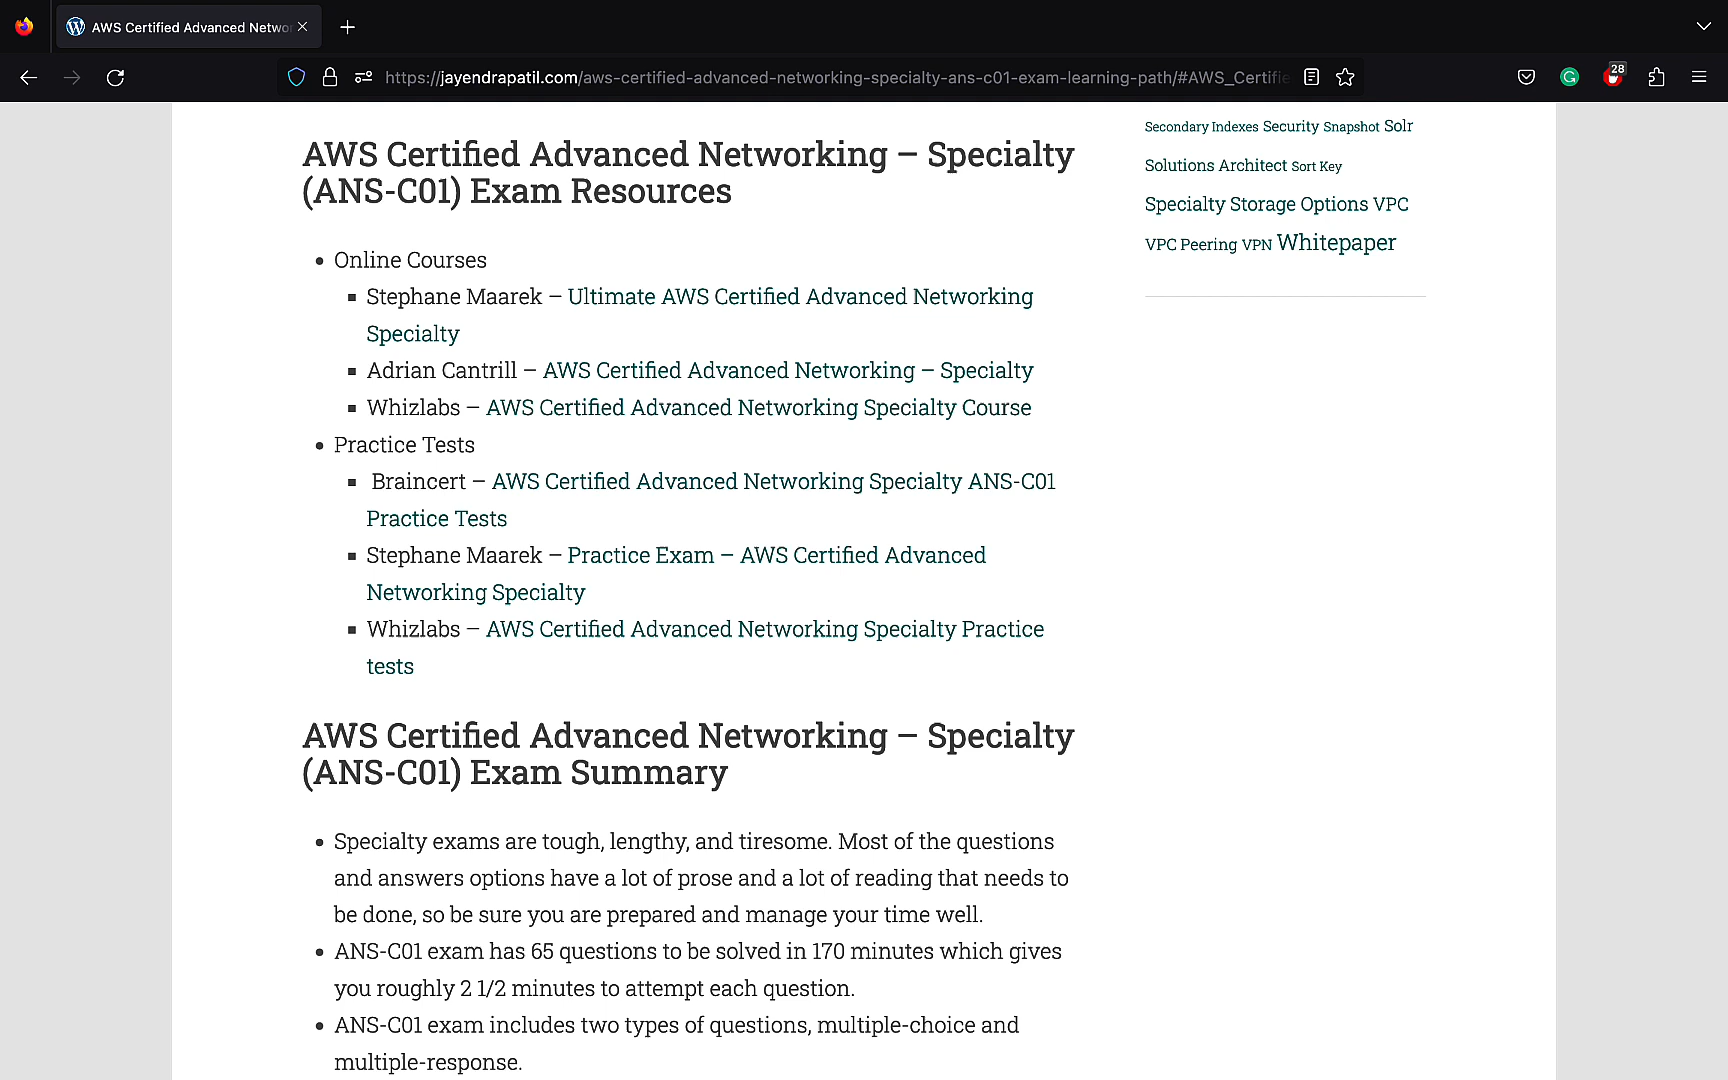 AWS Certified Advanced Networ
https://jayendrapatil.com/aws-certified-advanced-networking-specialty-ans-c01-exam-learning-path/#AWS_Certifie
28
AWS Certified Advanced Networking – Specialty
(ANS-C01) Exam Resources
• Online Courses
▪ Stephane Maarek – Ultimate AWS Certified Advanced Networking
Specialty
▪ Adrian Cantrill – AWS Certified Advanced Networking – Specialty
▪ Whizlabs – AWS Certified Advanced Networking Specialty Course
• Practice Tests
▪ Braincert – AWS Certified Advanced Networking Specialty ANS-C01
Practice Tests
▪ Stephane Maarek – Practice Exam – AWS Certified Advanced
Networking Specialty
▪ Whizlabs – AWS Certified Advanced Networking Specialty Practice
tests
AWS Certified Advanced Networking – Specialty
(ANS-C01) Exam Summary
• Specialty exams are tough, lengthy, and tiresome. Most of the questions
and answers options have a lot of prose and a lot of reading that needs to
be done, so be sure you are prepared and manage your time well.
• ANS-C01 exam has 65 questions to be solved in 170 minutes which gives
you roughly 2 1/2 minutes to attempt each question.
• ANS-C01 exam includes two types of questions, multiple-choice and
multiple-response.
Secondary Indexes Security Snapshot Solr
Solutions Architect Sort Key
Specialty Storage Options VPC
VPC Peering VPN Whitepaper